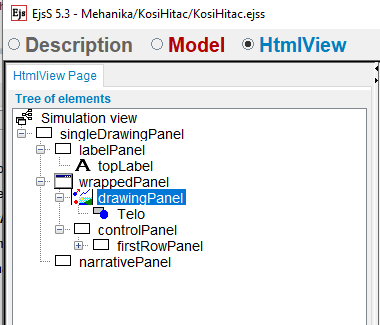 Ejs EjsS 5.3 - Mehanika/KosiHitac/KosiHitac.ejss
Description Model HtmlView
HtmlView Page
Tree of elements
Simulation view
singleDrawingPanel
labelPanel
A topLabel
wrappedPanel
drawingPanel
Telo
controlPanel
firstRowPanel
narrativePanel